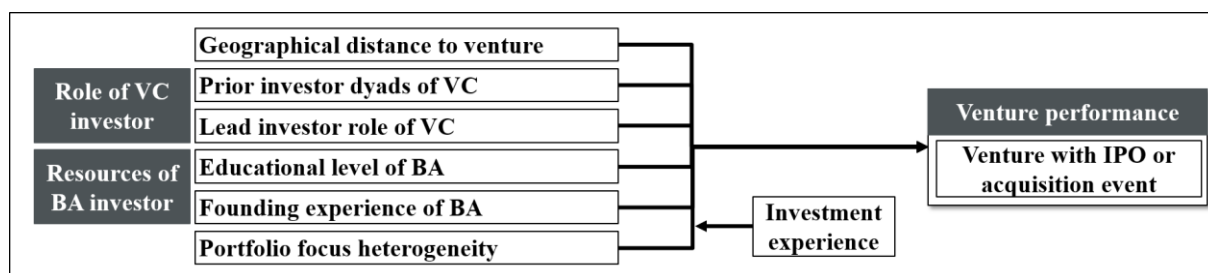 Geographical distance to venture
Role of VC
investor
Prior investor dyads of VC
Lead investor role of VC
Resources of
BA investor
Educational level of BA
Founding experience of BA
Portfolio focus heterogeneity
Investment
experience
Venture performance
Venture with IPO or
acquisition event